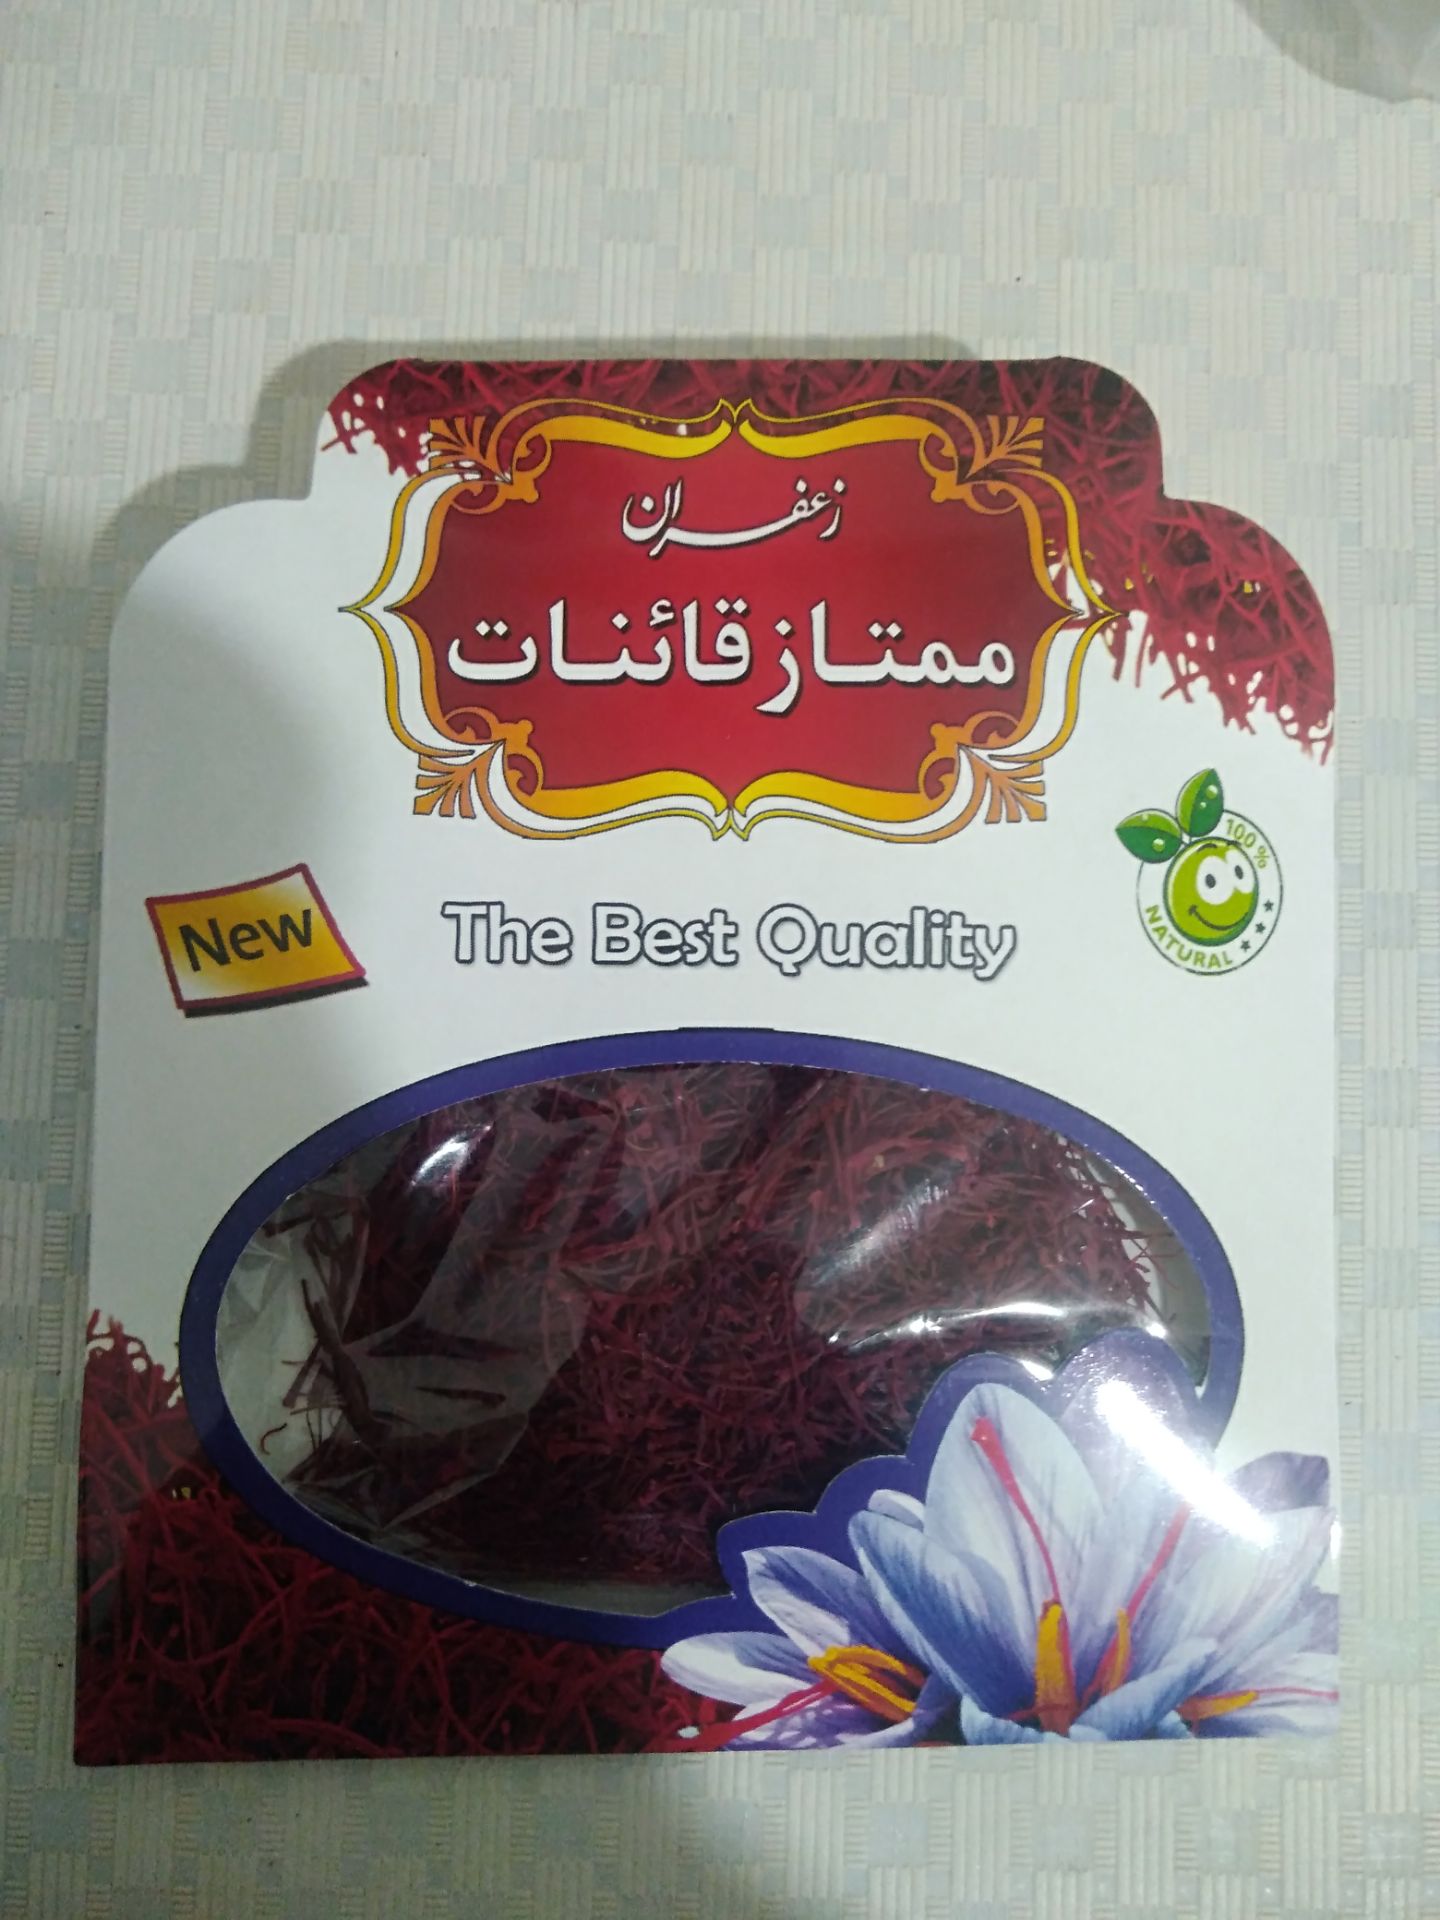 زعفران
ممتاز قائنات
100 %
NATURAL
New
The Best Quality